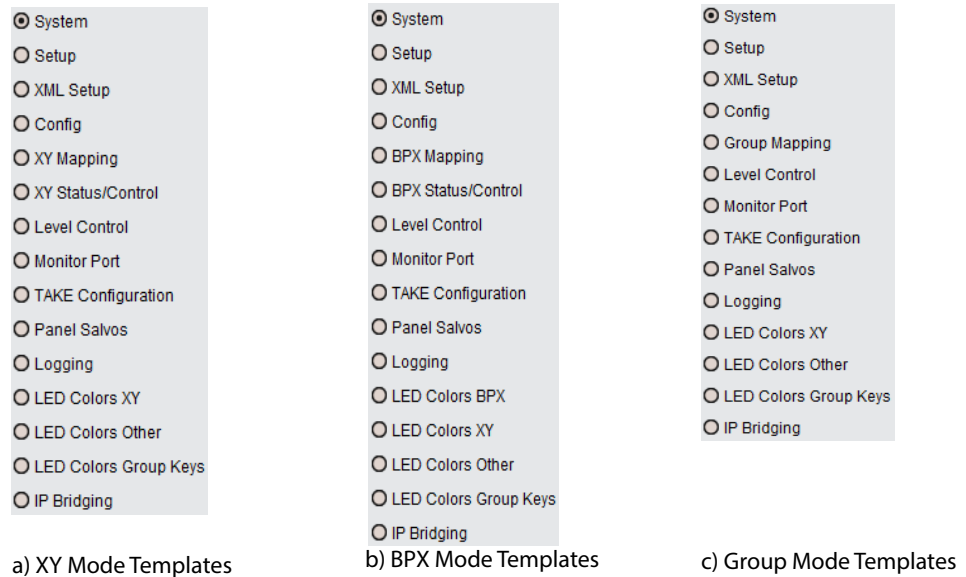 System
Setup
XML Setup
Config
XY Mapping
XY Status/Control
Level Control
Monitor Port
TAKE Configuration
Panel Salvos
Logging
LED Colors XY
LED Colors Other
LED Colors Group Keys
IP Bridging
a) XY Mode Templates
System
Setup
XML Setup
Config
BPX Mapping
BPX Status/Control
Level Control
Monitor Port
TAKE Configuration
Panel Salvos
Logging
LED Colors BPX
LED Colors XY
LED Colors Other
LED Colors Group Keys
IP Bridging
b) BPX Mode Templates
System
Setup
XML Setup
Config
Group Mapping
Level Control
Monitor Port
TAKE Configuration
Panel Salvos
Logging
LED Colors XY
LED Colors Other
LED Colors Group Keys
IP Bridging
c) Group Mode Templates